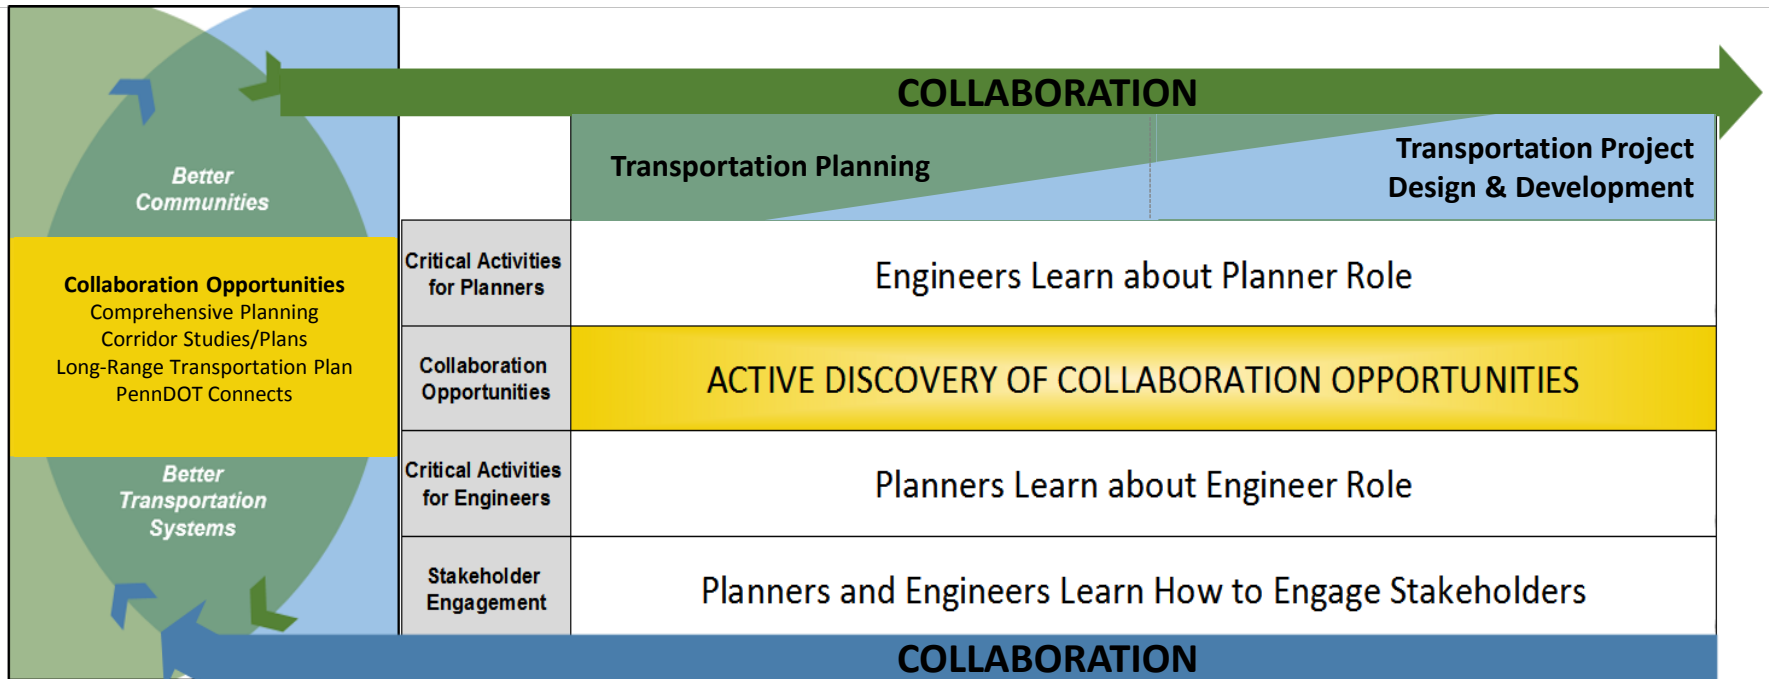 COLLABORATION
Better
Communities
Collaboration Opportunities
Comprehensive Planning
Corridor Studies/Plans
Long-Range Transportation Plan
PennDOT Connects
Better
Transportation
Systems
Transportation Planning
Transportation Project
Design & Development
Critical Activities
for Planners
Engineers Learn about Planner Role
Collaboration
Opportunities
ACTIVE DISCOVERY OF COLLABORATION OPPORTUNITIES
Critical Activities
for Engineers
Planners Learn about Engineer Role
Stakeholder
Engagement
Planners and Engineers Learn How to Engage Stakeholders
COLLABORATION